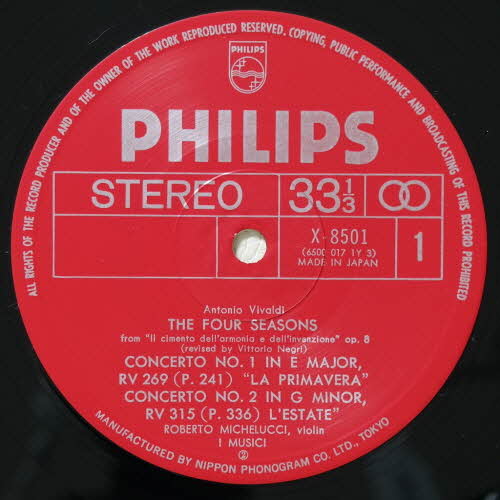 ALL RIGHTS OF THE RECORD PRODUCER AND OF THE OWNER OF THE WORK REPRODUCED RESERVED. COPYING, PUBLIC PERFORMANCE AND BROADCASTING OF THIS RECORD PROHIBITED
PHILIPS
PHILIPS
STEREO 33 1/3
X-8501
(6500 017 1Y 3)
MADE IN JAPAN
1
Antonio Vivaldi
THE FOUR SEASONS
from "Il cimento dell'armonia e dell'invenzione" op. 8
(revised by Vittorio Negri)
CONCERTO NO. 1 IN E MAJOR,
RV 269 (P. 241) "LA PRIMAVERA"
CONCERTO NO. 2 IN G MINOR,
RV 315 (P. 336) L'ESTATE"
ROBERTO MICHELUCCI, violin
I MUSICI
MANUFACTURED BY NIPPON PHONOGRAM CO. LTD., TOKYO